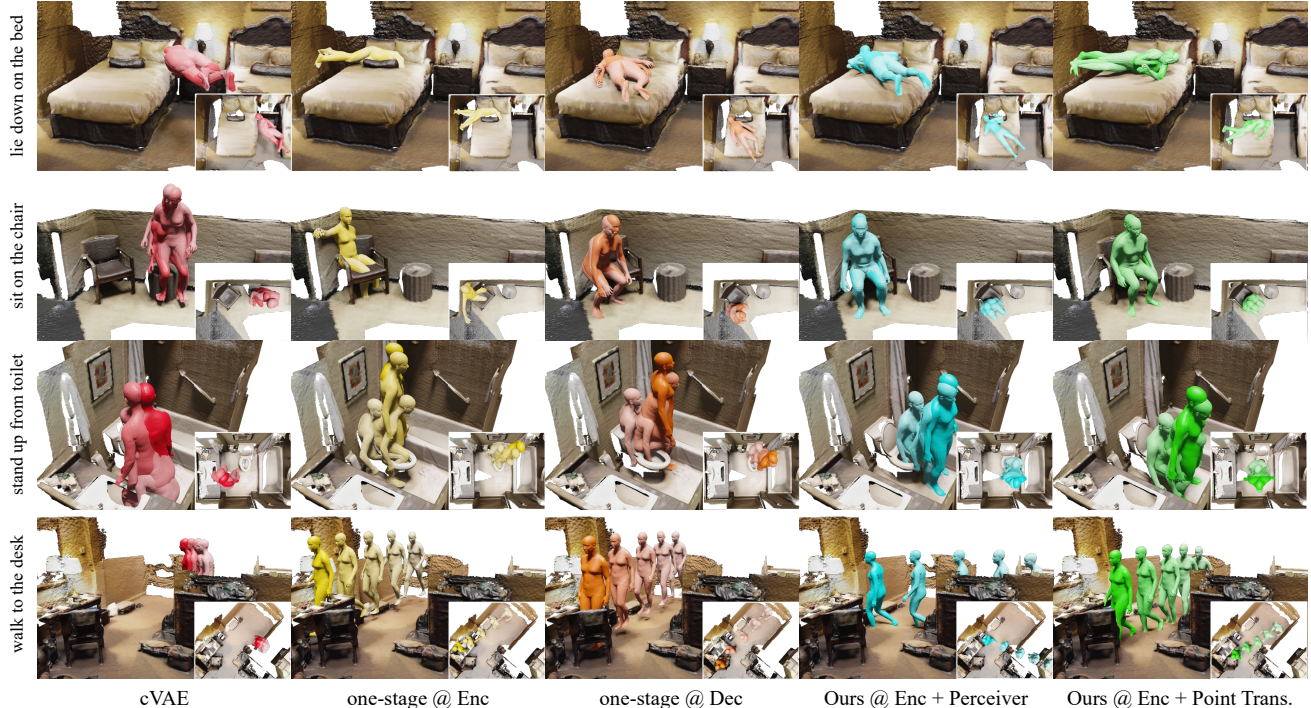 lie down on the bed
sit on the chair
stand up from toilet
walk to the desk
cVAE
one-stage @ Enc
one-stage @ Dec
Ours @ Enc + Perceiver
Ours @ Enc + Point Trans.